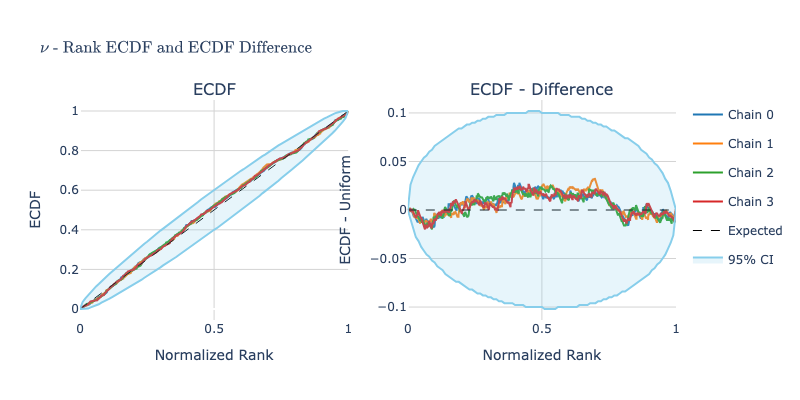 ν - Rank ECDF and ECDF Difference
ECDF
ECDF - Difference
1
0.8
0.6
0.4
0.2
0
ECDF
0
0.5
1
Normalized Rank
0.1
0.05
0
−0.05
−0.1
ECDF - Uniform
0
0.5
1
Normalized Rank
Chain 0
Chain 1
Chain 2
Chain 3
Expected
95% CI